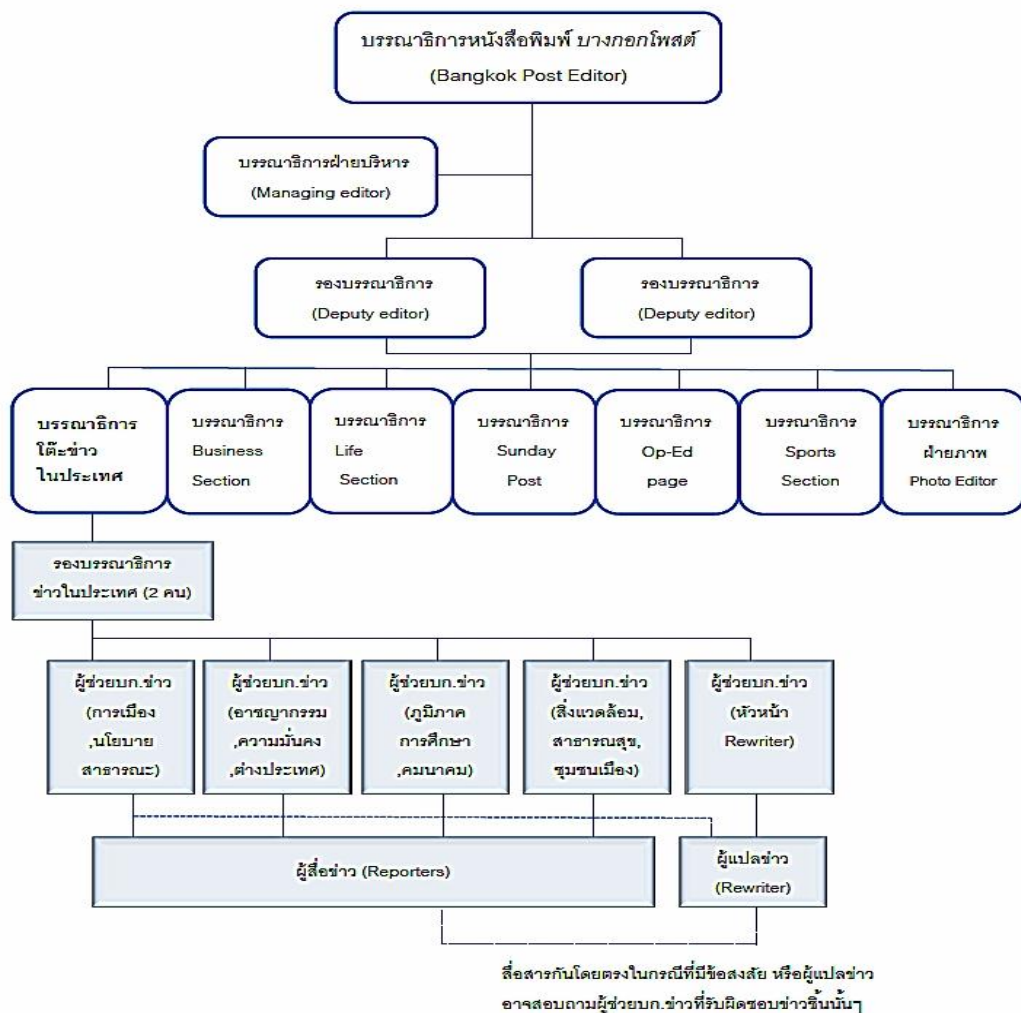 บรรณาธิการหนังสือพิมพ์ บางกอกโพสต์
(Bangkok Post Editor)
บรรณาธิการฝ่ายบริหาร
(Managing editor)
รองบรรณาธิการ
(Deputy editor)
รองบรรณาธิการ
(Deputy editor)
บรรณาธิการ
โต๊ะข่าว
ในประเทศ
บรรณาธิการ
Business
Section
บรรณาธิการ
Life
Section
บรรณาธิการ
Sunday
Post
บรรณาธิการ
Op-Ed
page
บรรณาธิการ
Sports
Section
บรรณาธิการ
ฝ่ายภาพ
Photo Editor
รองบรรณาธิการ
ข่าวในประเทศ (2 คน)
ผู้ช่วยบก.ข่าว
(การเมือง
,นโยบาย
สาธารณะ)
ผู้ช่วยบก.ข่าว
(อาชญากรรม
,ความมั่นคง
,ต่างประเทศ)
ผู้ช่วยบก.ข่าว
(ภูมิภาค
การศึกษา
,คมนาคม)
ผู้ช่วยบก.ข่าว
(สิ่งแวดล้อม,
สาธารณสุข,
ชุมชนเมือง)
ผู้ช่วยบก.ข่าว
(หัวหน้า
Rewriter)
ผู้สื่อข่าว (Reporters)
ผู้แปลข่าว
(Rewriter)
สื่อสารกันโดยตรงในกรณีที่มีข้อสงสัย หรือผู้แปลข่าว
อาจสอบถามผู้ช่วยบก.ข่าวที่รับผิดชอบข่าวชิ้นนั้นๆ